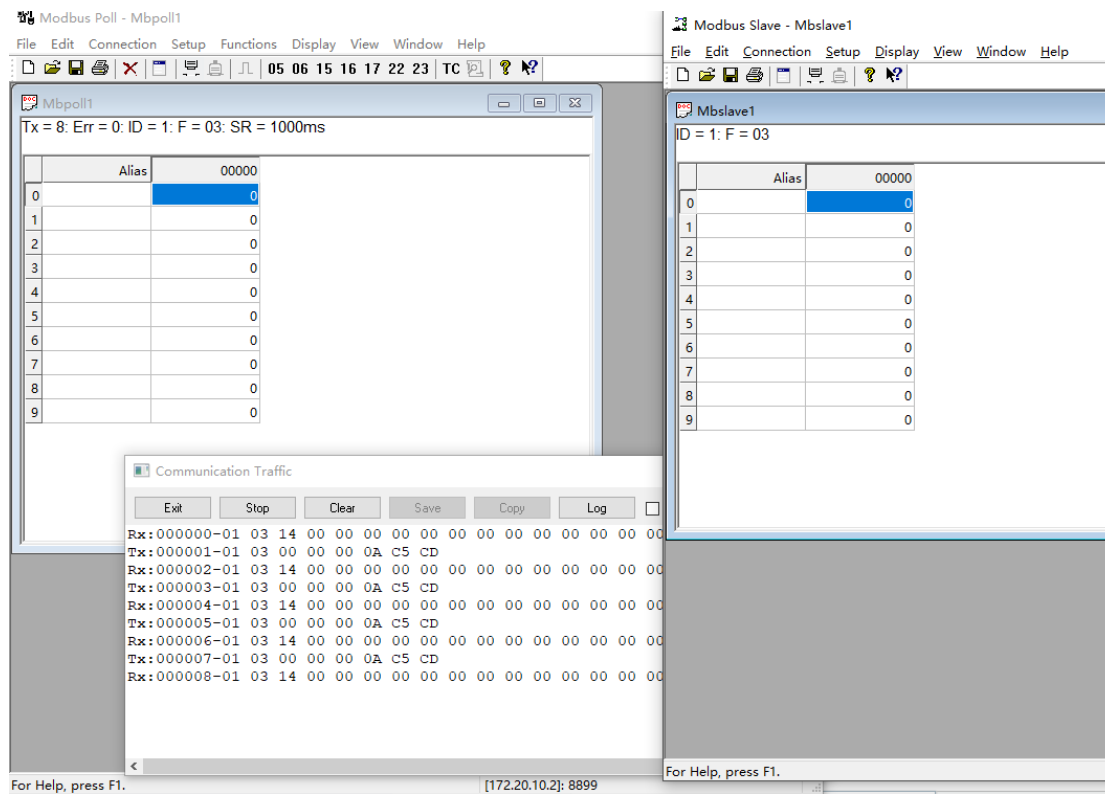 Modbus Poll - Mbpoll1
File Edit Connection Setup Functions Display View Window Help
05 06 15 16 17 22 23 TC
Mbpoll1
Tx = 8: Err = 0: ID = 1: F = 03: SR = 1000ms
Alias 00000
0 0
1 0
2 0
3 0
4 0
5 0
6 0
7 0
8 0
9 0
Communication Traffic
Exit Stop Clear Save Copy Log
Rx:000000-01 03 14 00 00 00 00 00 00 00 00 00 00 00 00 00
Tx:000001-01 03 00 00 00 0A C5 CD
Rx:000002-01 03 14 00 00 00 00 00 00 00 00 00 00 00 00 00
Tx:000003-01 03 00 00 00 0A C5 CD
Rx:000004-01 03 14 00 00 00 00 00 00 00 00 00 00 00 00 00
Tx:000005-01 03 00 00 00 0A C5 CD
Rx:000006-01 03 14 00 00 00 00 00 00 00 00 00 00 00 00 00
Tx:000007-01 03 00 00 00 0A C5 CD
Rx:000008-01 03 14 00 00 00 00 00 00 00 00 00 00 00 00 00
For Help, press F1.
[172.20.10.2]: 8899
Modbus Slave - Mbslave1
File Edit Connection Setup Display View Window Help
Mbslave1
ID = 1: F = 03
Alias 00000
0 0
1 0
2 0
3 0
4 0
5 0
6 0
7 0
8 0
9 0
For Help, press F1.